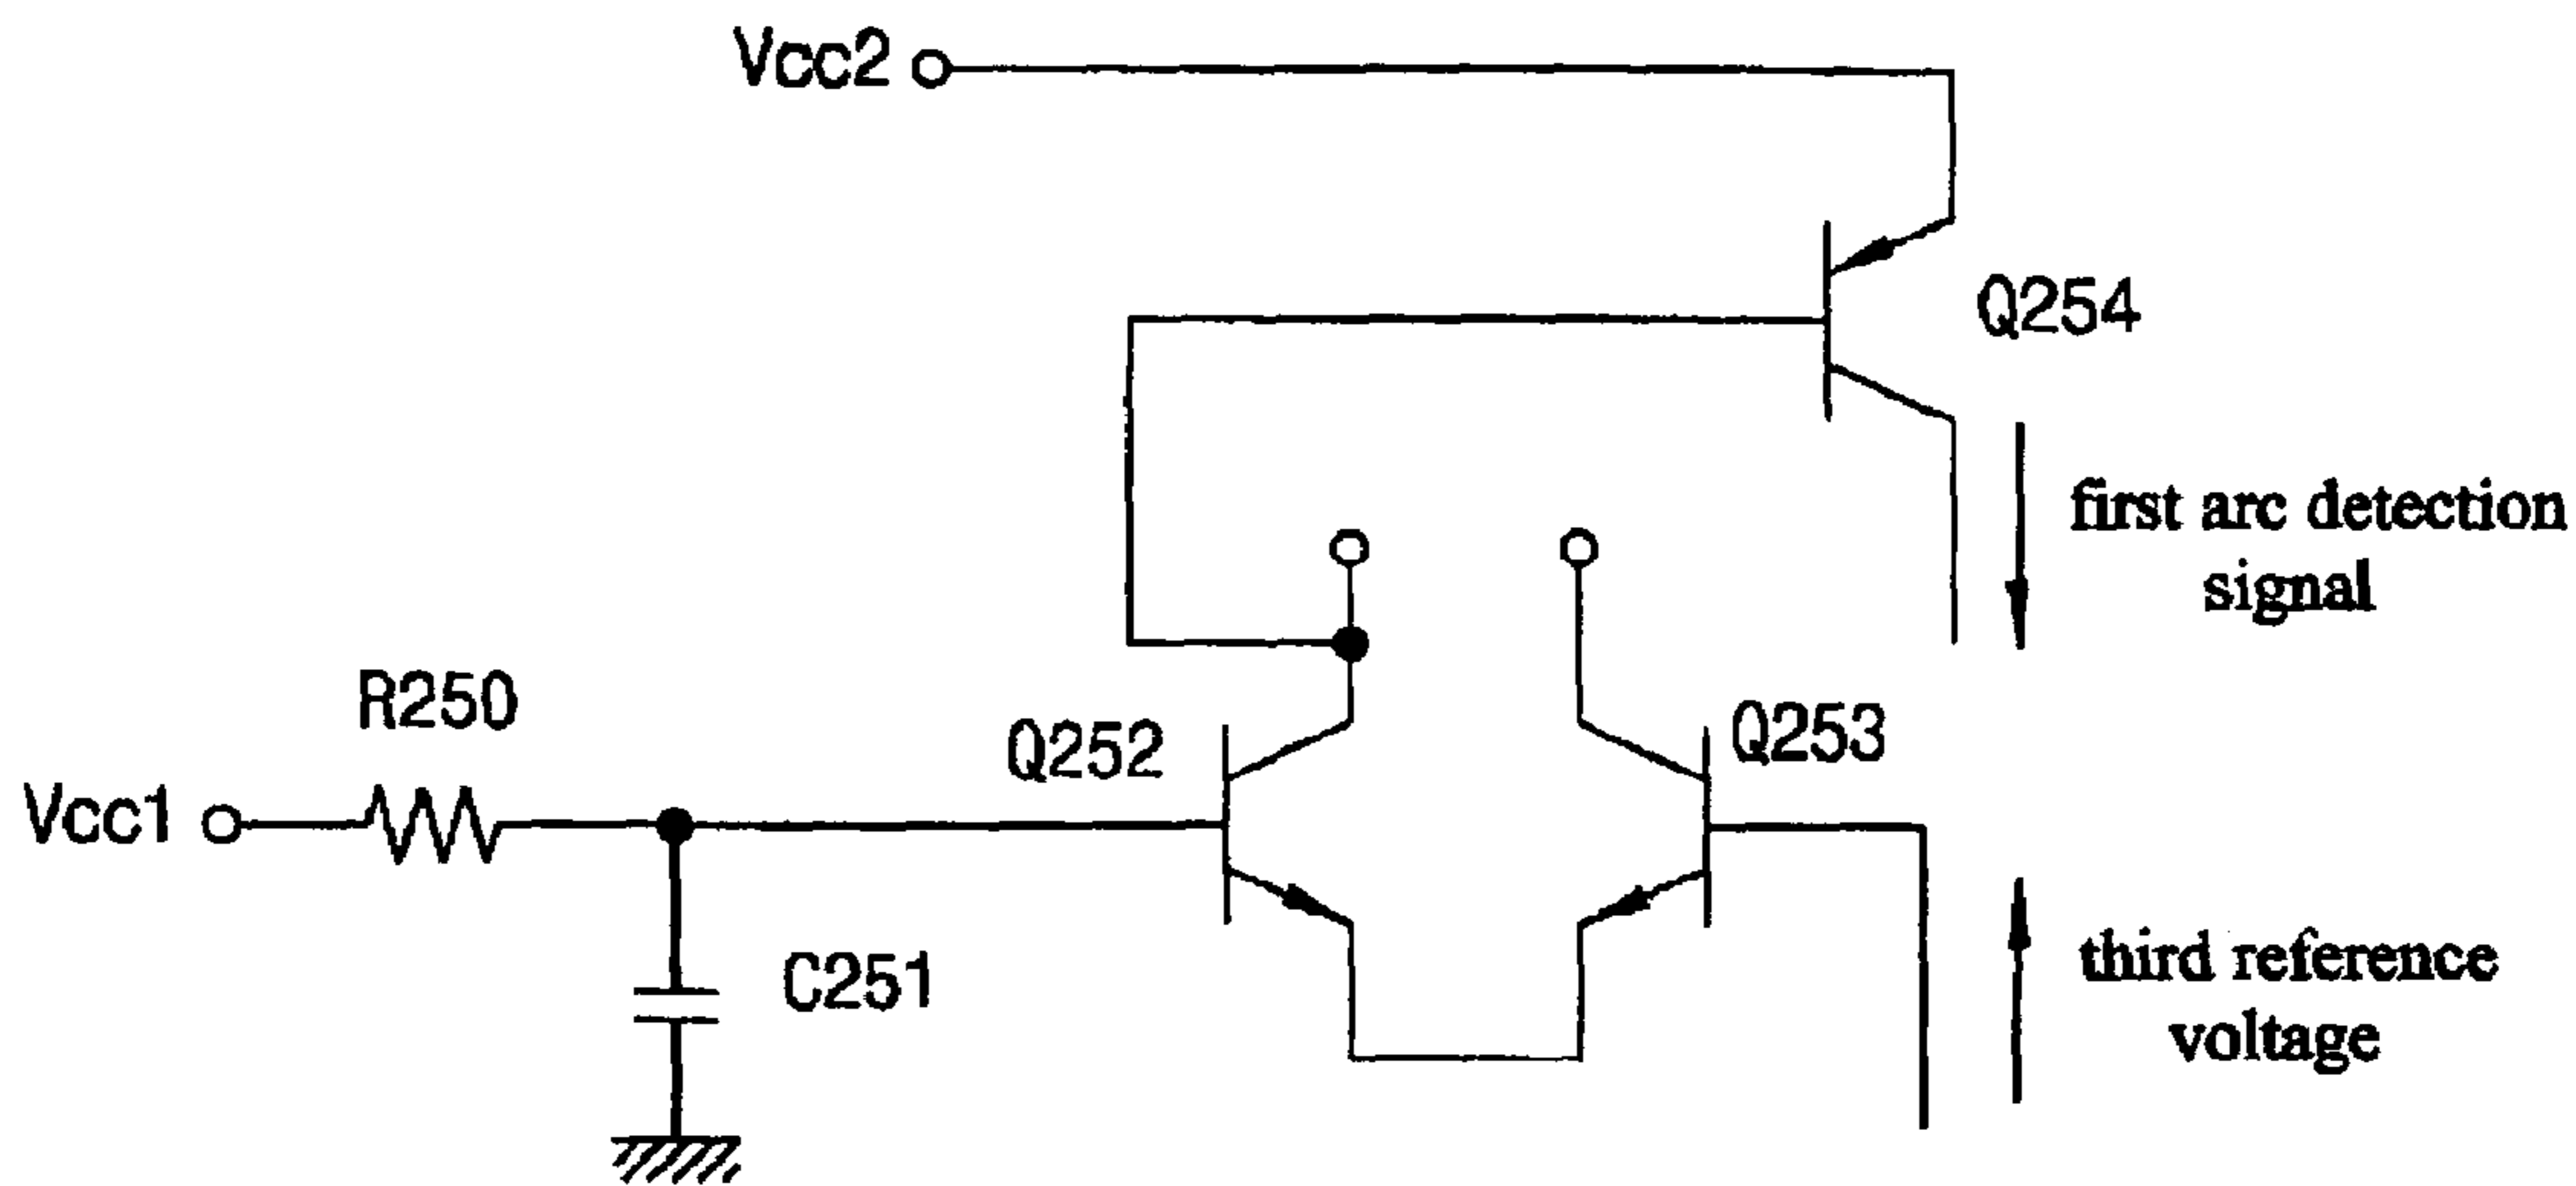 Vcc2
Q254
first arc detection
signal
R250
Q252
Q253
Vcc1
C251
third reference
voltage